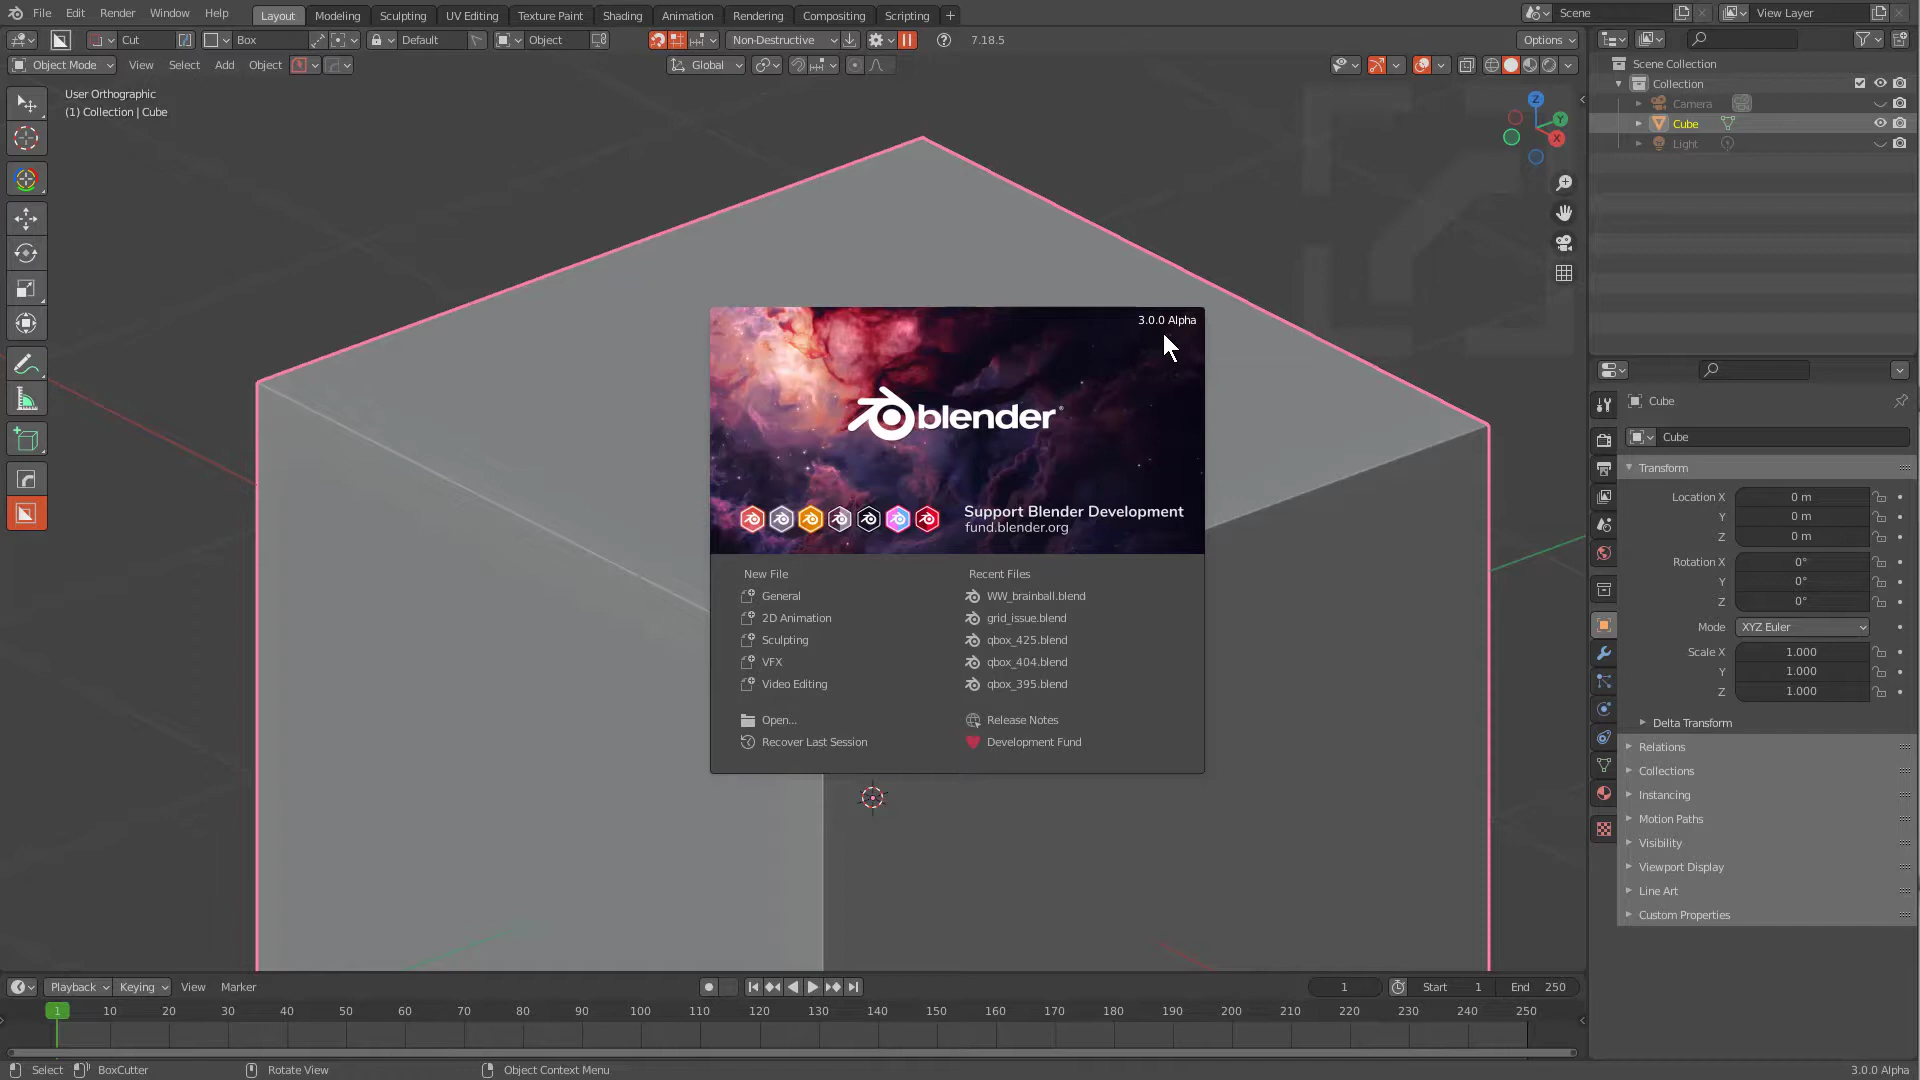 File Edit Render Window Help Layout Modeling Sculpting UV Editing Texture Paint Shading Animation Rendering Compositing Scripting + Scene View Layer
Cut Box Default Object Non-Destructive 7.18.5 Options
Object Mode View Select Add Object Global
User Orthographic
(1) Collection | Cube
Z
Y
X
Scene Collection
Collection
Camera
Cube
Light
3.0.0 Alpha
blender
Support Blender Development
fund.blender.org
New File
General
2D Animation
Sculpting
VFX
Video Editing
Open...
Recover Last Session
Recent Files
WW_brainball.blend
grid_issue.blend
qbox_425.blend
qbox_404.blend
qbox_395.blend
Release Notes
Development Fund
Cube
Cube
Transform
Location X 0 m
Y 0 m
Z 0 m
Rotation X 0°
Y 0°
Z 0°
Mode XYZ Euler
Scale X 1.000
Y 1.000
Z 1.000
Delta Transform
Relations
Collections
Instancing
Motion Paths
Visibility
Viewport Display
Line Art
Custom Properties
Playback Keying View Marker 1 Start 1 End 250
1 10 20 30 40 50 60 70 80 90 100 110 120 130 140 150 160 170 180 190 200 210 220 230 240 250
Select BoxCutter Rotate View Object Context Menu 3.0.0 Alpha